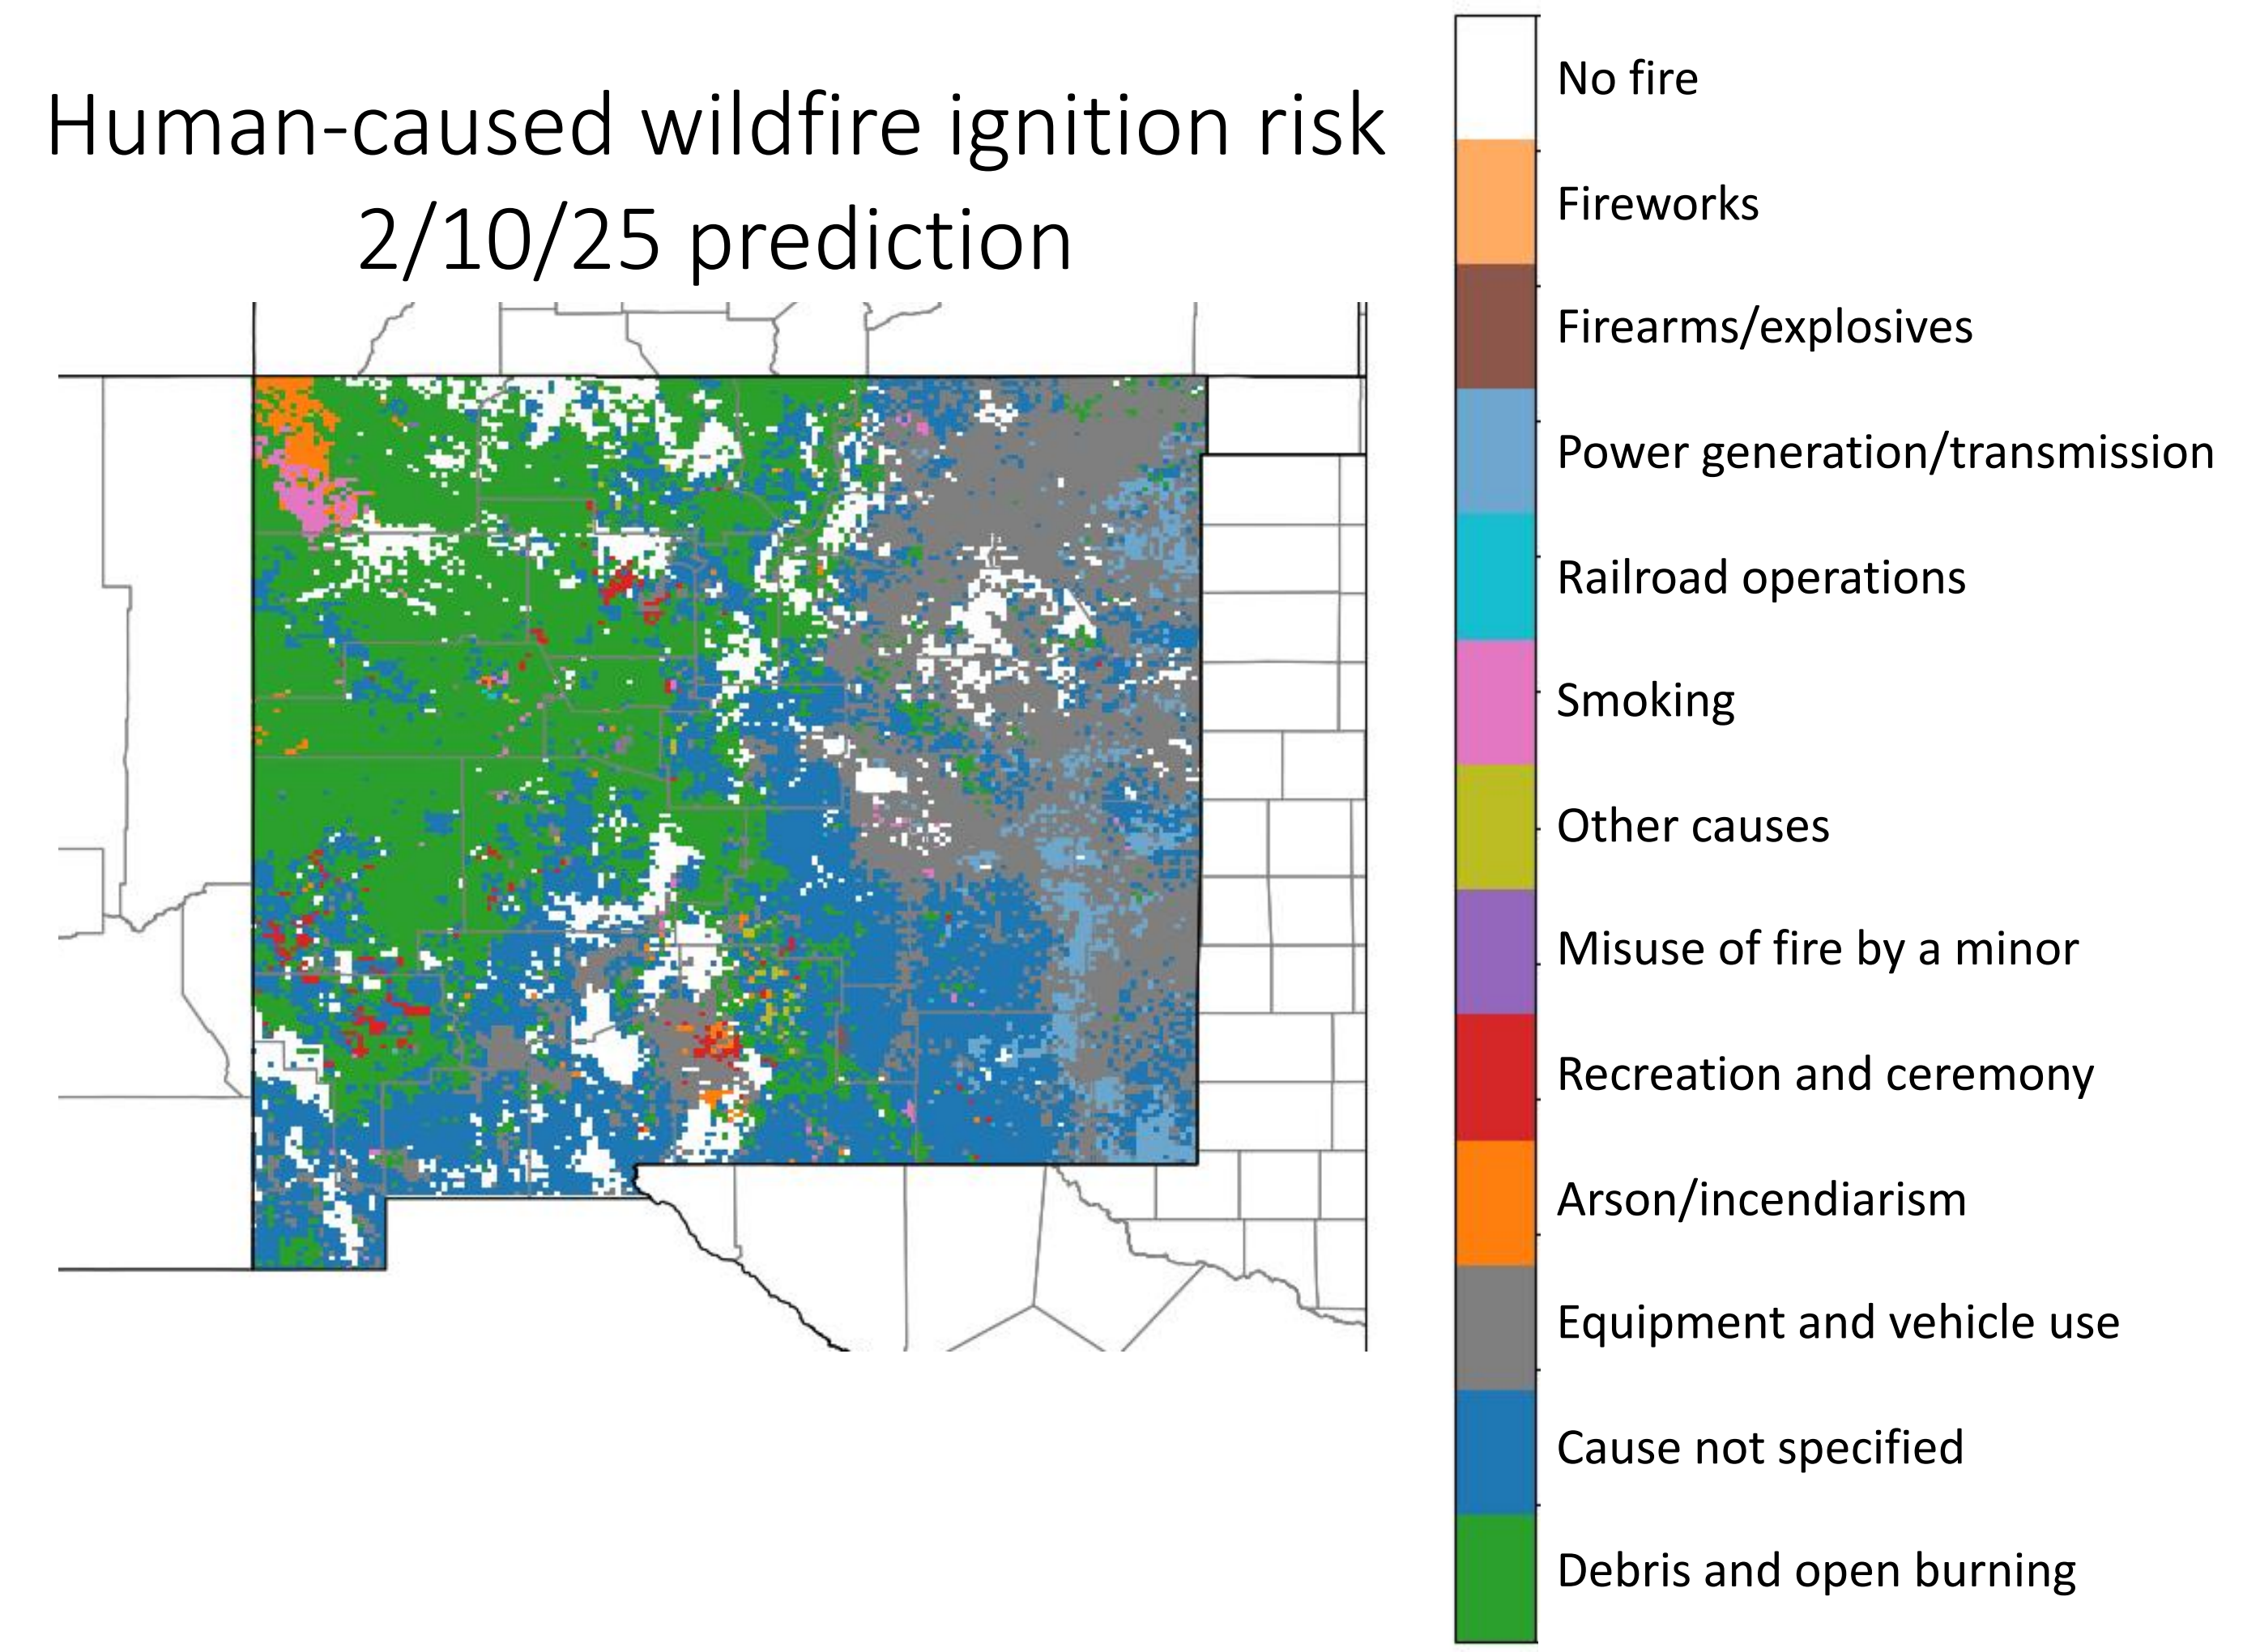 Human-caused wildfire ignition risk
2/10/25 prediction
No fire
Fireworks
Firearms/explosives
Power generation/transmission
Railroad operations
Smoking
Other causes
Misuse of fire by a minor
Recreation and ceremony
Arson/incendiarism
Equipment and vehicle use
Cause not specified
Debris and open burning